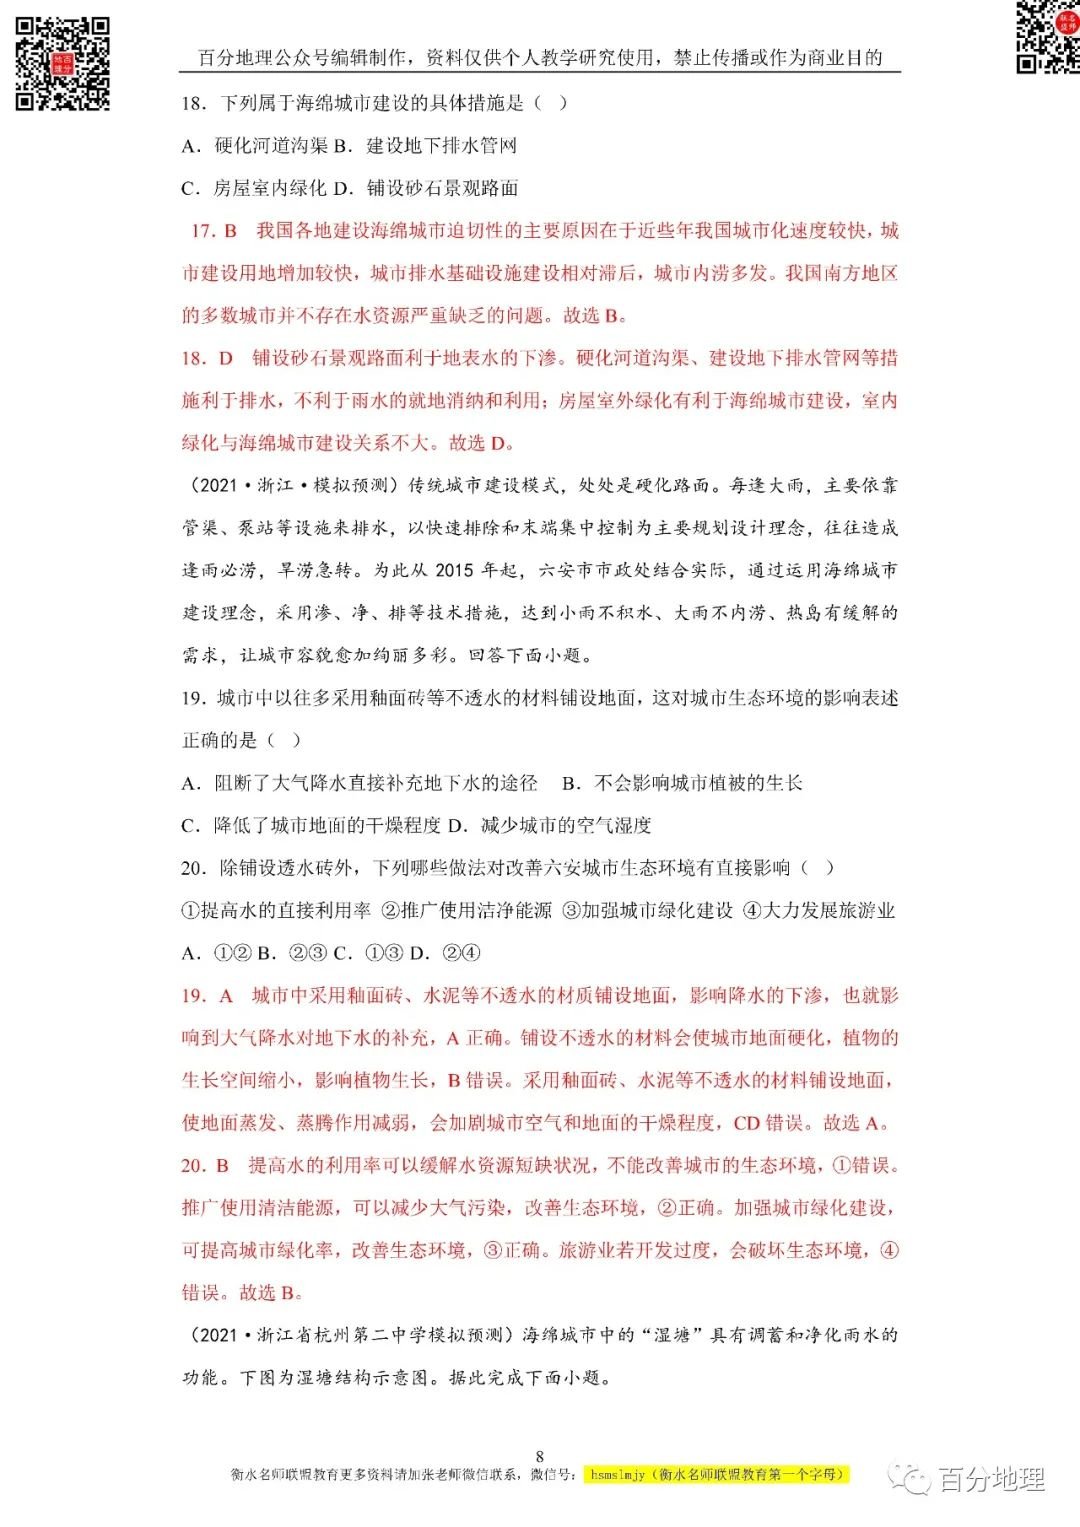 百分地理公众号编辑制作，资料仅供个人教学研究使用，禁止传播或作为商业目的
地百
理分
联名
盟师
18．下列属于海绵城市建设的具体措施是（  ）
A．硬化河道沟渠 B．建设地下排水管网
C．房屋室内绿化 D．铺设砂石景观路面
17．B  我国各地建设海绵城市迫切性的主要原因在于近些年我国城市化速度较快，城
市建设用地增加较快，城市排水基础设施建设相对滞后，城市内涝多发。我国南方地区
的多数城市并不存在水资源严重缺乏的问题。故选 B。
18．D  铺设砂石景观路面利于地表水的下渗。硬化河道沟渠、建设地下排水管网等措
施利于排水，不利于雨水的就地消纳和利用；房屋室外绿化有利于海绵城市建设，室内
绿化与海绵城市建设关系不大。故选 D。
（2021·浙江·模拟预测）传统城市建设模式，处处是硬化路面。每逢大雨，主要依靠
管渠、泵站等设施来排水，以快速排除和末端集中控制为主要规划设计理念，往往造成
逢雨必涝，旱涝急转。为此从 2015 年起，六安市市政处结合实际，通过运用海绵城市
建设理念，采用渗、净、排等技术措施，达到小雨不积水、大雨不内涝、热岛有缓解的
需求，让城市容貌愈加绚丽多彩。回答下面小题。
19．城市中以往多采用釉面砖等不透水的材料铺设地面，这对城市生态环境的影响表述
正确的是（  ）
A．阻断了大气降水直接补充地下水的途径  B．不会影响城市植被的生长
C．降低了城市地面的干燥程度 D．减少城市的空气湿度
20．除铺设透水砖外，下列哪些做法对改善六安城市生态环境有直接影响（  ）
①提高水的直接利用率 ②推广使用洁净能源 ③加强城市绿化建设 ④大力发展旅游业
A．①② B．②③ C．①③ D．②④
19．A  城市中采用釉面砖、水泥等不透水的材质铺设地面，影响降水的下渗，也就影
响到大气降水对地下水的补充，A 正确。铺设不透水的材料会使城市地面硬化，植物的
生长空间缩小，影响植物生长，B 错误。采用釉面砖、水泥等不透水的材料铺设地面，
使地面蒸发、蒸腾作用减弱，会加剧城市空气和地面的干燥程度，CD 错误。故选 A。
20．B  提高水的利用率可以缓解水资源短缺状况，不能改善城市的生态环境，①错误。
推广使用清洁能源，可以减少大气污染，改善生态环境，②正确。加强城市绿化建设，
可提高城市绿化率，改善生态环境，③正确。旅游业若开发过度，会破坏生态环境，④
错误。故选 B。
（2021·浙江省杭州第二中学模拟预测）海绵城市中的“湿塘”具有调蓄和净化雨水的
功能。下图为湿塘结构示意图。据此完成下面小题。
8
衡水名师联盟教育更多资料请加张老师微信联系，微信号： hsmslmjy（衡水名师联盟教育第一个字母）
百分地理